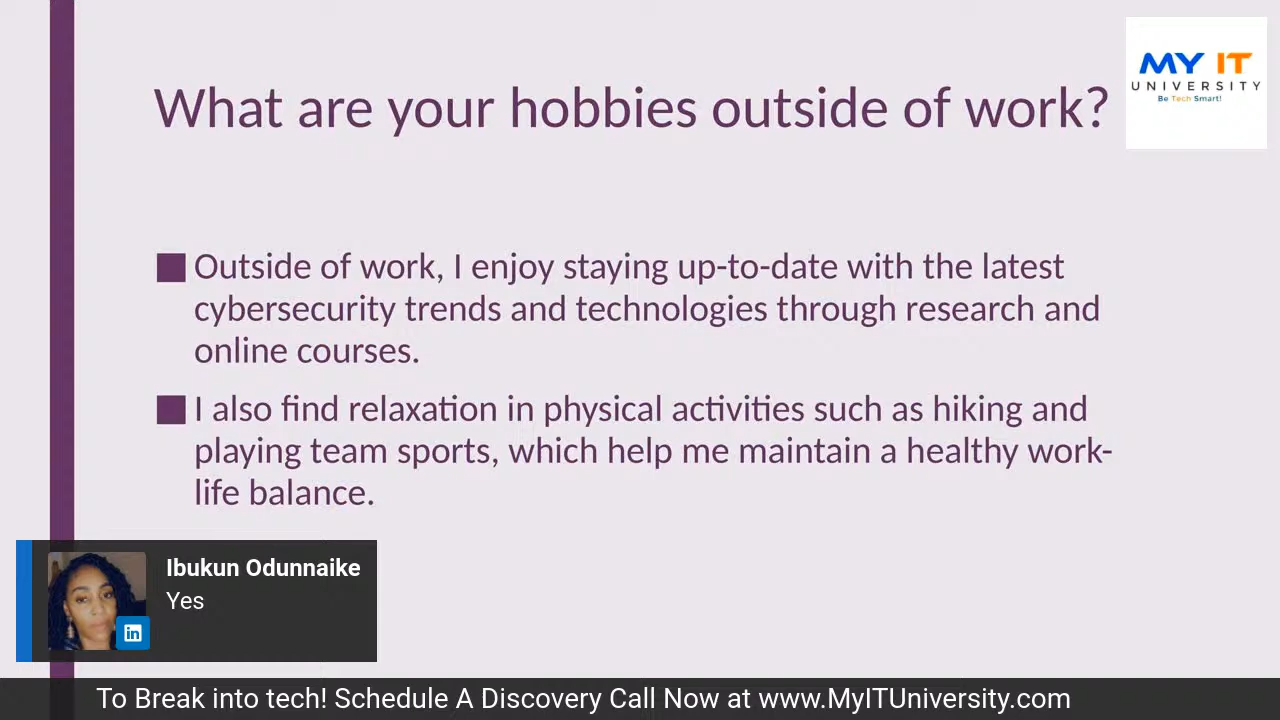 What are your hobbies outside of work?
MY IT
UNIVERSITY
Be Tech Smart!
■ Outside of work, I enjoy staying up-to-date with the latest
cybersecurity trends and technologies through research and
online courses.
■ I also find relaxation in physical activities such as hiking and
playing team sports, which help me maintain a healthy work-
life balance.
Ibukun Odunnaike
Yes
in
To Break into tech! Schedule A Discovery Call Now at www.MyITUniversity.com